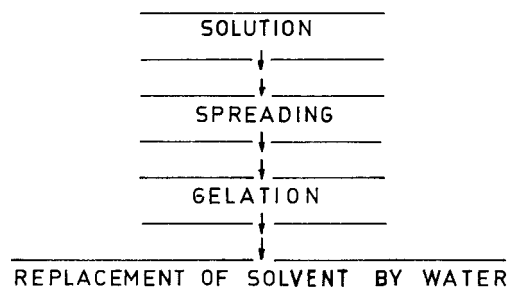 SOLUTION
SPREADING
GELATION
REPLACEMENT OF SOLVENT BY WATER